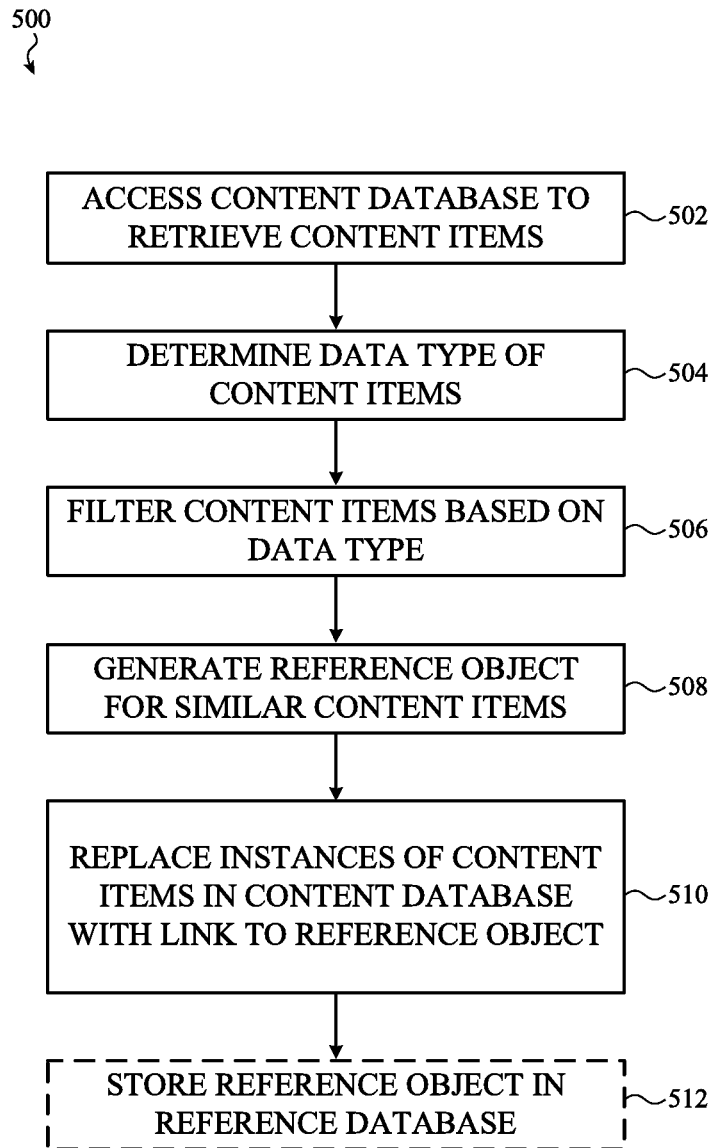 500
ACCESS CONTENT DATABASE TO
RETRIEVE CONTENT ITEMS
502
DETERMINE DATA TYPE OF
CONTENT ITEMS
504
FILTER CONTENT ITEMS BASED ON
DATA TYPE
506
GENERATE REFERENCE OBJECT
FOR SIMILAR CONTENT ITEMS
508
REPLACE INSTANCES OF CONTENT
ITEMS IN CONTENT DATABASE
WITH LINK TO REFERENCE OBJECT
510
STORE REFERENCE OBJECT IN
REFERENCE DATABASE
512